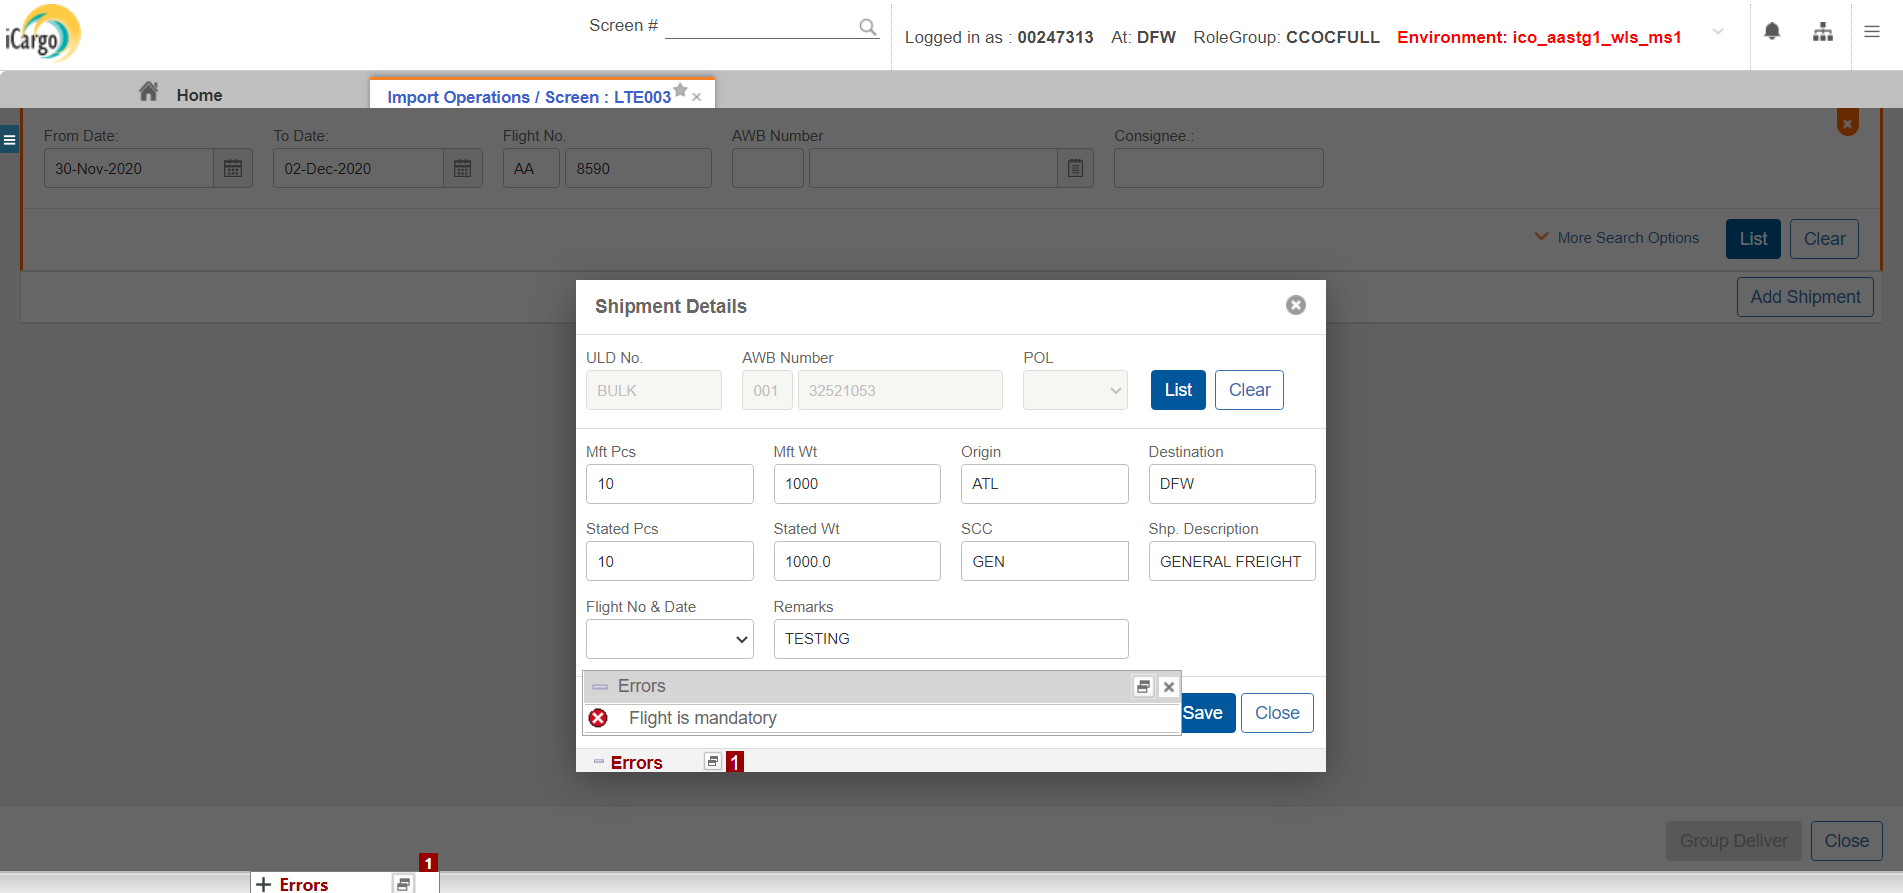 iCargo
Screen #
Logged in as : 00247313 At: DFW RoleGroup: CCOCFULL Environment: ico_aastg1_wls_ms1
Home
Import Operations / Screen : LTE003
From Date: To Date: Flight No. AWB Number Consignee.:
30-Nov-2020 02-Dec-2020 AA 8590
More Search Options List Clear
Add Shipment
Shipment Details
ULD No. AWB Number POL
BULK 001 32521053 List Clear
Mft Pcs Mft Wt Origin Destination
10 1000 ATL DFW
Stated Pcs Stated Wt SCC Shp. Description
10 1000.0 GEN GENERAL FREIGHT
Flight No & Date Remarks
TESTING
Errors
Flight is mandatory
Save Close
Errors 1
Group Deliver Close
1
Errors